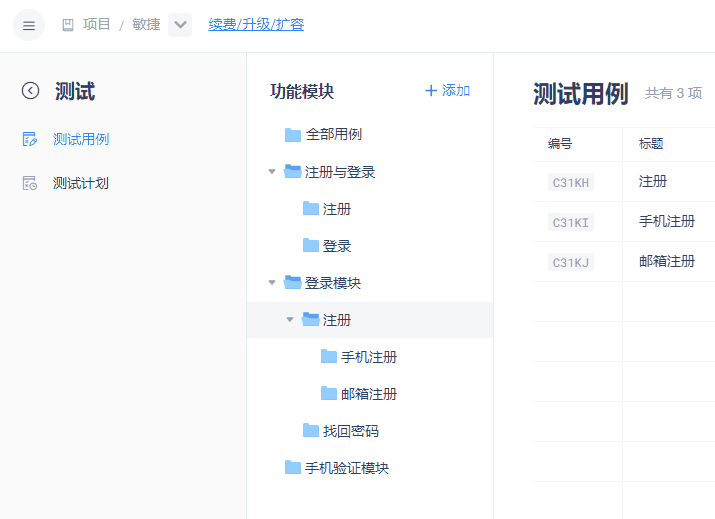 项目 / 敏捷 续费/升级/扩容
测试
测试用例
测试计划
功能模块 添加
全部用例
注册与登录
注册
登录
登录模块
注册
手机注册
邮箱注册
找回密码
手机验证模块
测试用例 共有 3 项
编号 标题
C31KH 注册
C31KI 手机注册
C31KJ 邮箱注册